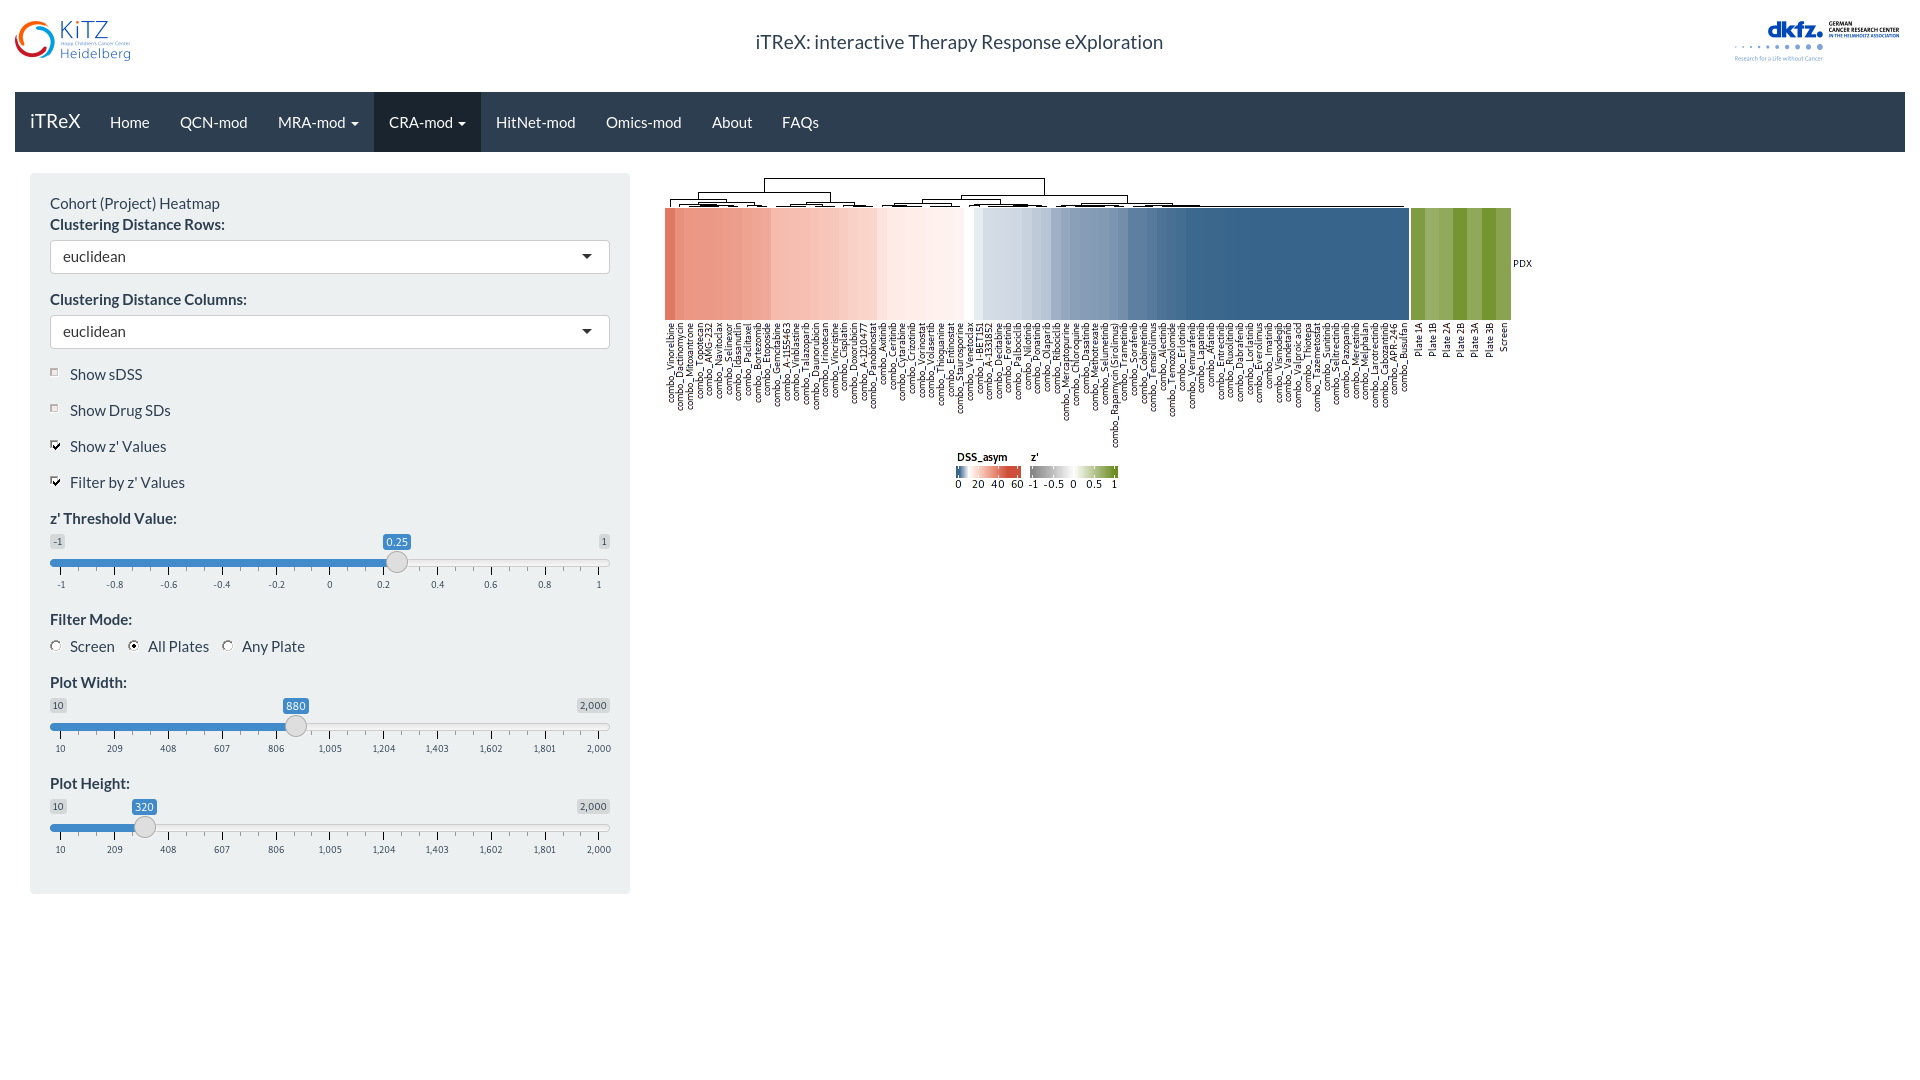 KiTZ
Hopp Children's Cancer Center
Heidelberg
iTReX: interactive Therapy Response eXploration
dkfz.
GERMAN
CANCER RESEARCH CENTER
IN THE HELMHOLTZ ASSOCIATION
Research for a Life without Cancer
iTReX Home QCN-mod MRA-mod CRA-mod HitNet-mod Omics-mod About FAQs
Cohort (Project) Heatmap
Clustering Distance Rows:
euclidean
Clustering Distance Columns:
euclidean
Show sDSS
Show Drug SDs
Show z' Values
Filter by z' Values
z' Threshold Value:
-1 0.25 1
-1 -0.8 -0.6 -0.4 -0.2 0 0.2 0.4 0.6 0.8 1
Filter Mode:
Screen All Plates Any Plate
Plot Width:
10 880 2,000
10 209 408 607 806 1,005 1,204 1,403 1,602 1,801 2,000
Plot Height:
10 320 2,000
10 209 408 607 806 1,005 1,204 1,403 1,602 1,801 2,000
PDX
combo_Vinorelbine
combo_Dactinomycin
combo_Mitoxantrone
combo_Topotecan
combo_AMG-232
combo_Navitoclax
combo_Selinexor
combo_Idasanutlin
combo_Paclitaxel
combo_Bortezomib
combo_Etoposide
combo_Gemcitabine
combo_A-1155463
combo_Vinblastine
combo_Talazoparib
combo_Daunorubicin
combo_Irinotecan
combo_Vincristine
combo_Cisplatin
combo_Doxorubicin
combo_A-1210477
combo_Panobinostat
combo_Axitinib
combo_Ceritinib
combo_Cytarabine
combo_Crizotinib
combo_Vorinostat
combo_Volasertib
combo_Thioguanine
combo_Entinostat
combo_Staurosporine
combo_Venetoclax
combo_I-BET151
combo_A-1331852
combo_Decitabine
combo_Foretinib
combo_Palbociclib
combo_Nilotinib
combo_Ponatinib
combo_Olaparib
combo_Ribociclib
combo_Mercaptopurine
combo_Chloroquine
combo_Dasatinib
combo_Methotrexate
combo_Selumetinib
combo_Rapamycin (Sirolimus)
combo_Trametinib
combo_Sorafenib
combo_Cobimetinib
combo_Temsirolimus
combo_Alectinib
combo_Temozolomide
combo_Erlotinib
combo_Vemurafenib
combo_Lapatinib
combo_Afatinib
combo_Entrectinib
combo_Ruxolitinib
combo_Dabrafenib
combo_Lorlatinib
combo_Everolimus
combo_Imatinib
combo_Vismodegib
combo_Vandetanib
combo_Valproic acid
combo_Thiotepa
combo_Tazemetostat
combo_Sunitinib
combo_Selitrectinib
combo_Pazopanib
combo_Merestinib
combo_Melphalan
combo_Larotrectinib
combo_Cabozantinib
combo_APR-246
combo_Busulfan
Plate 1A
Plate 1B
Plate 2A
Plate 2B
Plate 3A
Plate 3B
Screen
DSS_asym z'
0 20 40 60 -1 -0.5 0 0.5 1